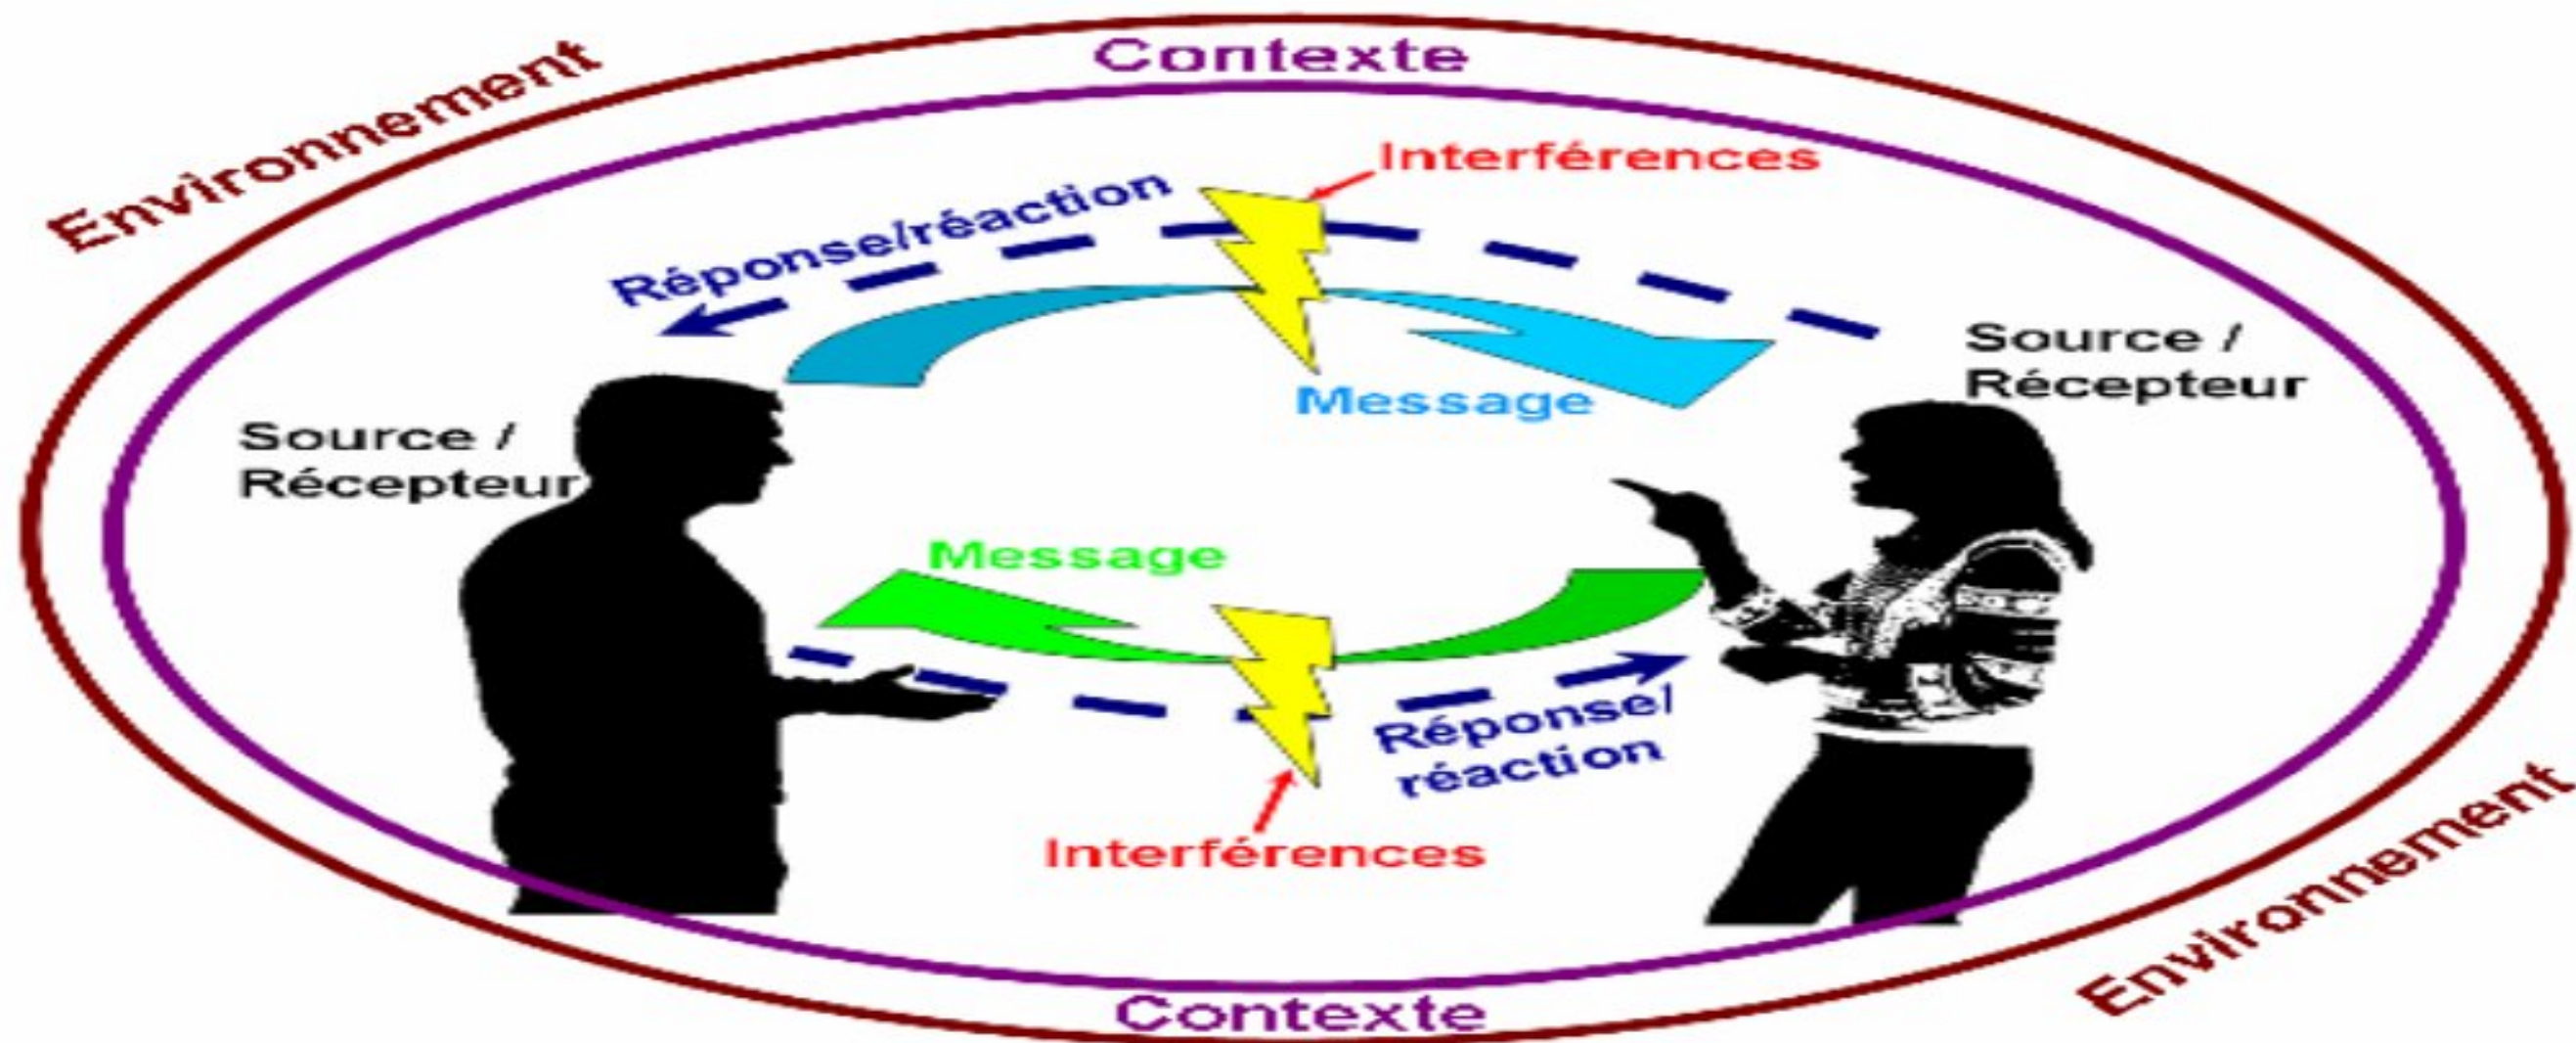 Contexte
Environnement
Interférences
Réponse/réaction
Source /
Récepteur
Message
Source /
Récepteur
Message
Réponse/
réaction
Interférences
Environnement
Contexte